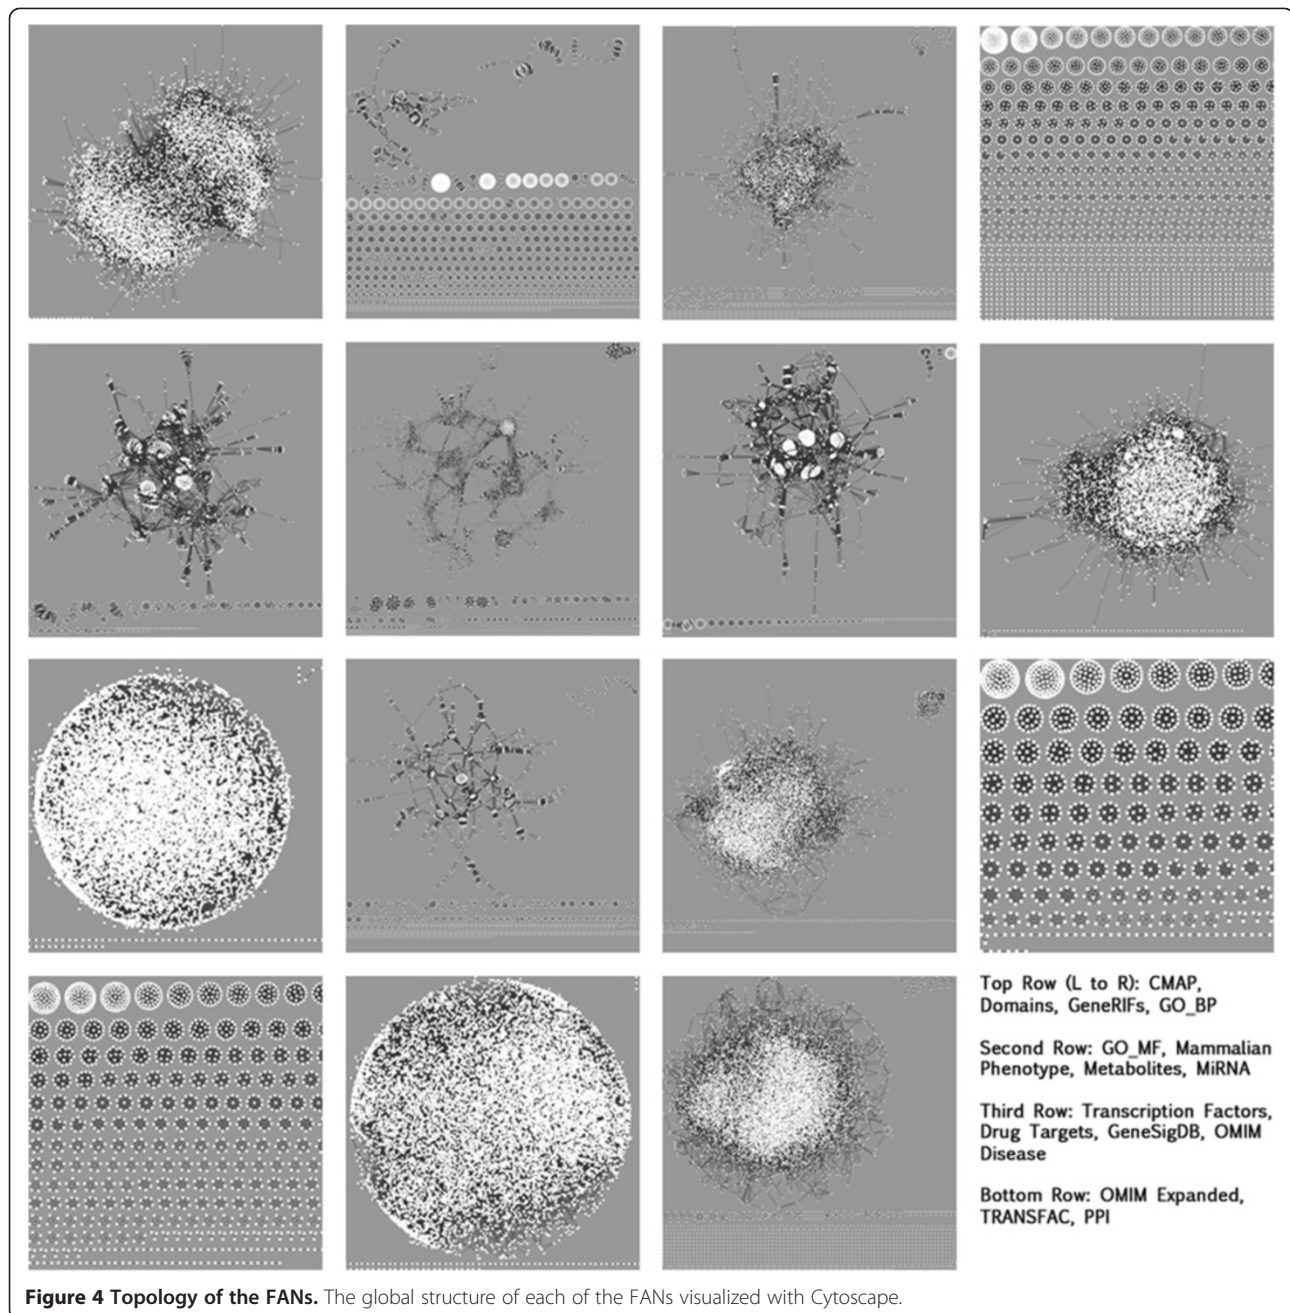 Top Row (L to R): CMAP,
Domains, GeneRIFs, GO_BP
Second Row: GO_MF, Mammalian
Phenotype, Metabolites, MiRNA
Third Row: Transcription Factors,
Drug Targets, GeneSigDB, OMIM
Disease
Bottom Row: OMIM Expanded,
TRANSFAC, PPI
Figure 4 Topology of the FANs. The global structure of each of the FANs visualized with Cytoscape.